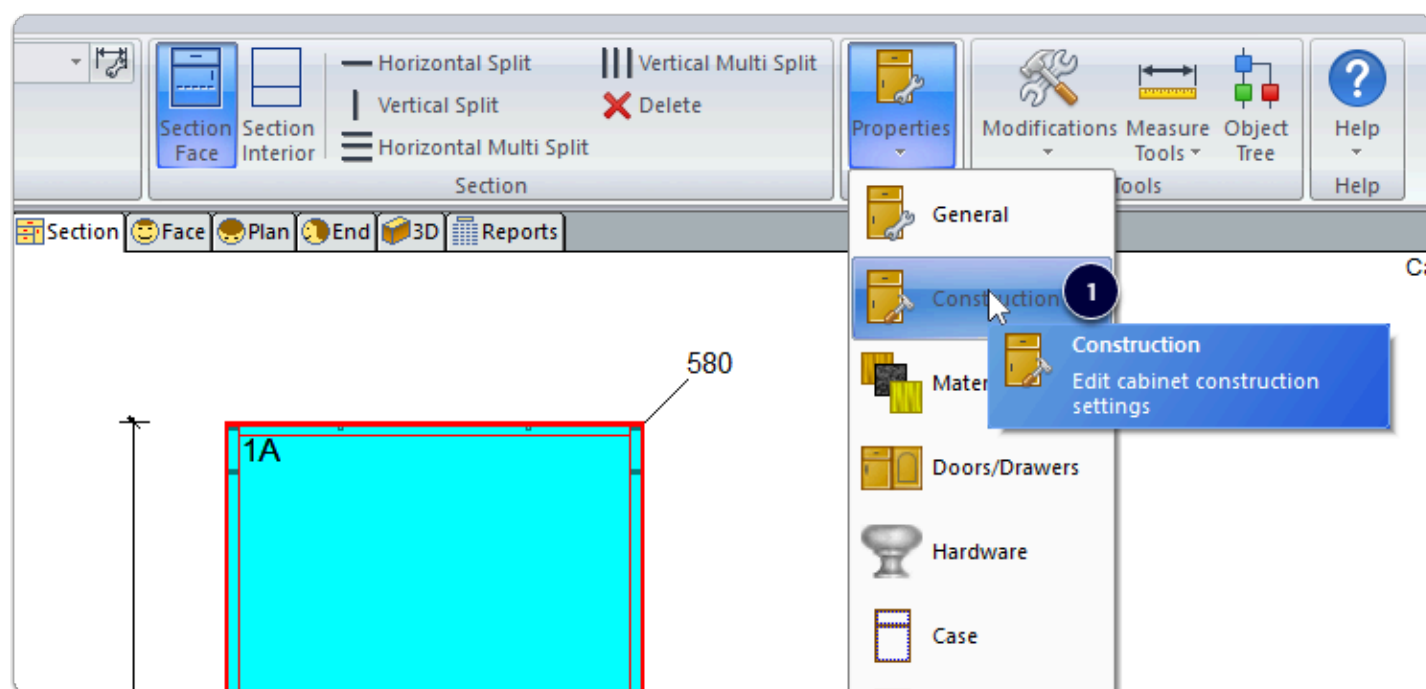 Section Face
Section Interior
Horizontal Split
Vertical Split
Horizontal Multi Split
Vertical Multi Split
Delete
Section
Properties
Modifications
Measure Tools
Object Tree
Tools
Help
Help
Section
Face
Plan
End
3D
Reports
General
Construction
1
Construction
Edit cabinet construction
settings
Doors/Drawers
Hardware
Case
580
1A